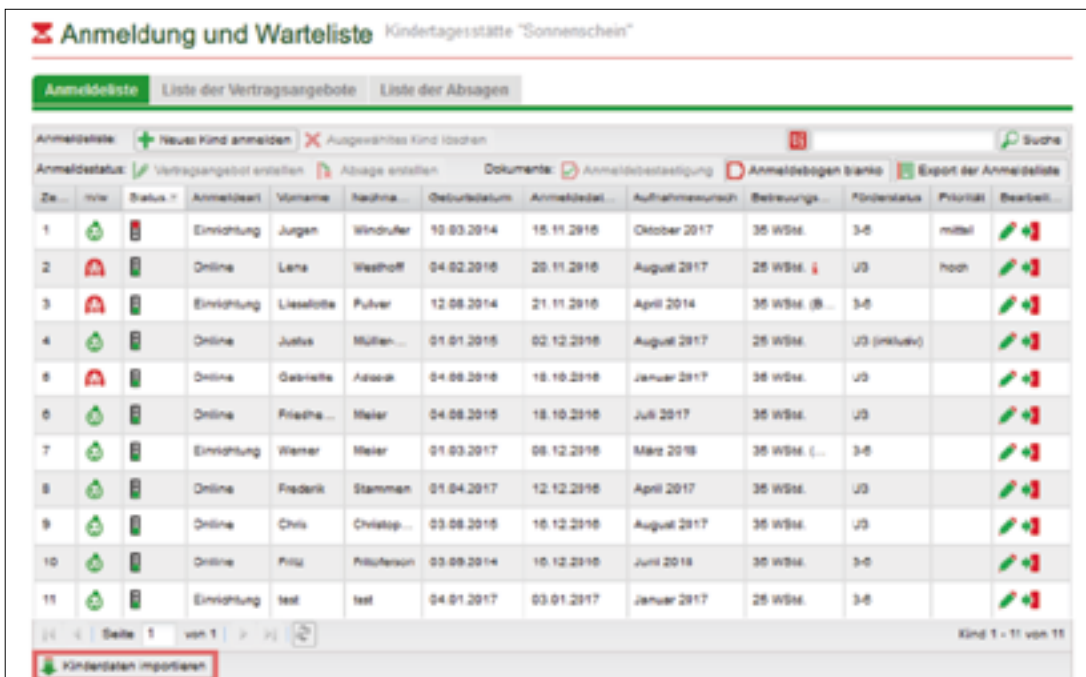 Anmeldung und Warteliste Kindertagesstätte "Sonnenschein"
Anmeldeliste Liste der Vertragsangebote Liste der Absagen
Anmeldeliste: Neues Kind anmelden Ausgewähltes Kind löschen Suche
Anmeldestatus: Vertragsangebot erstellen Absage erstellen Dokumente: Anmeldebestaetigung Anmeldebogen blanko Export der Anmeldeliste
Ze... m/w Status Anmeldeart Vorname Nachna... Geburtsdatum Anmeldedat... Aufnahmewunsch Betreuungs... Förderstatus Priorität Bearbeit...
1 Einrichtung Jurgen Windrufer 10.03.2014 15.11.2016 Oktober 2017 35 WStd. 3-6 mittel
2 Online Lena Westhoff 04.02.2016 20.11.2016 August 2017 25 WStd. U3 hoch
3 Einrichtung Lieselotte Pulver 12.08.2014 21.11.2016 April 2014 35 WStd. (B... 3-6
4 Online Justus Müller-... 01.01.2015 02.12.2016 August 2017 25 WStd. U3 (inklusiv)
5 Online Gabrielle 04.08.2016 18.10.2016 Januar 2017 35 WStd. U3
6 Online Friedhe... Meier 04.08.2015 18.10.2016 Juli 2017 35 WStd. U3
7 Einrichtung Werner Meier 01.03.2017 08.12.2016 März 2018 35 WStd. (... 3-6
8 Online Frederik Stammen 01.04.2017 12.12.2016 April 2017 35 WStd. U3
9 Online Chris Christop... 03.08.2015 16.12.2016 August 2017 35 WStd. U3
10 Online Fritz 03.09.2014 16.12.2016 Juni 2018 35 WStd. 3-6
11 Einrichtung test test 04.01.2017 03.01.2017 Januar 2017 25 WStd. 3-6
Seite 1 von 1 Kind 1 - 11 von 11
Kinderdaten importieren